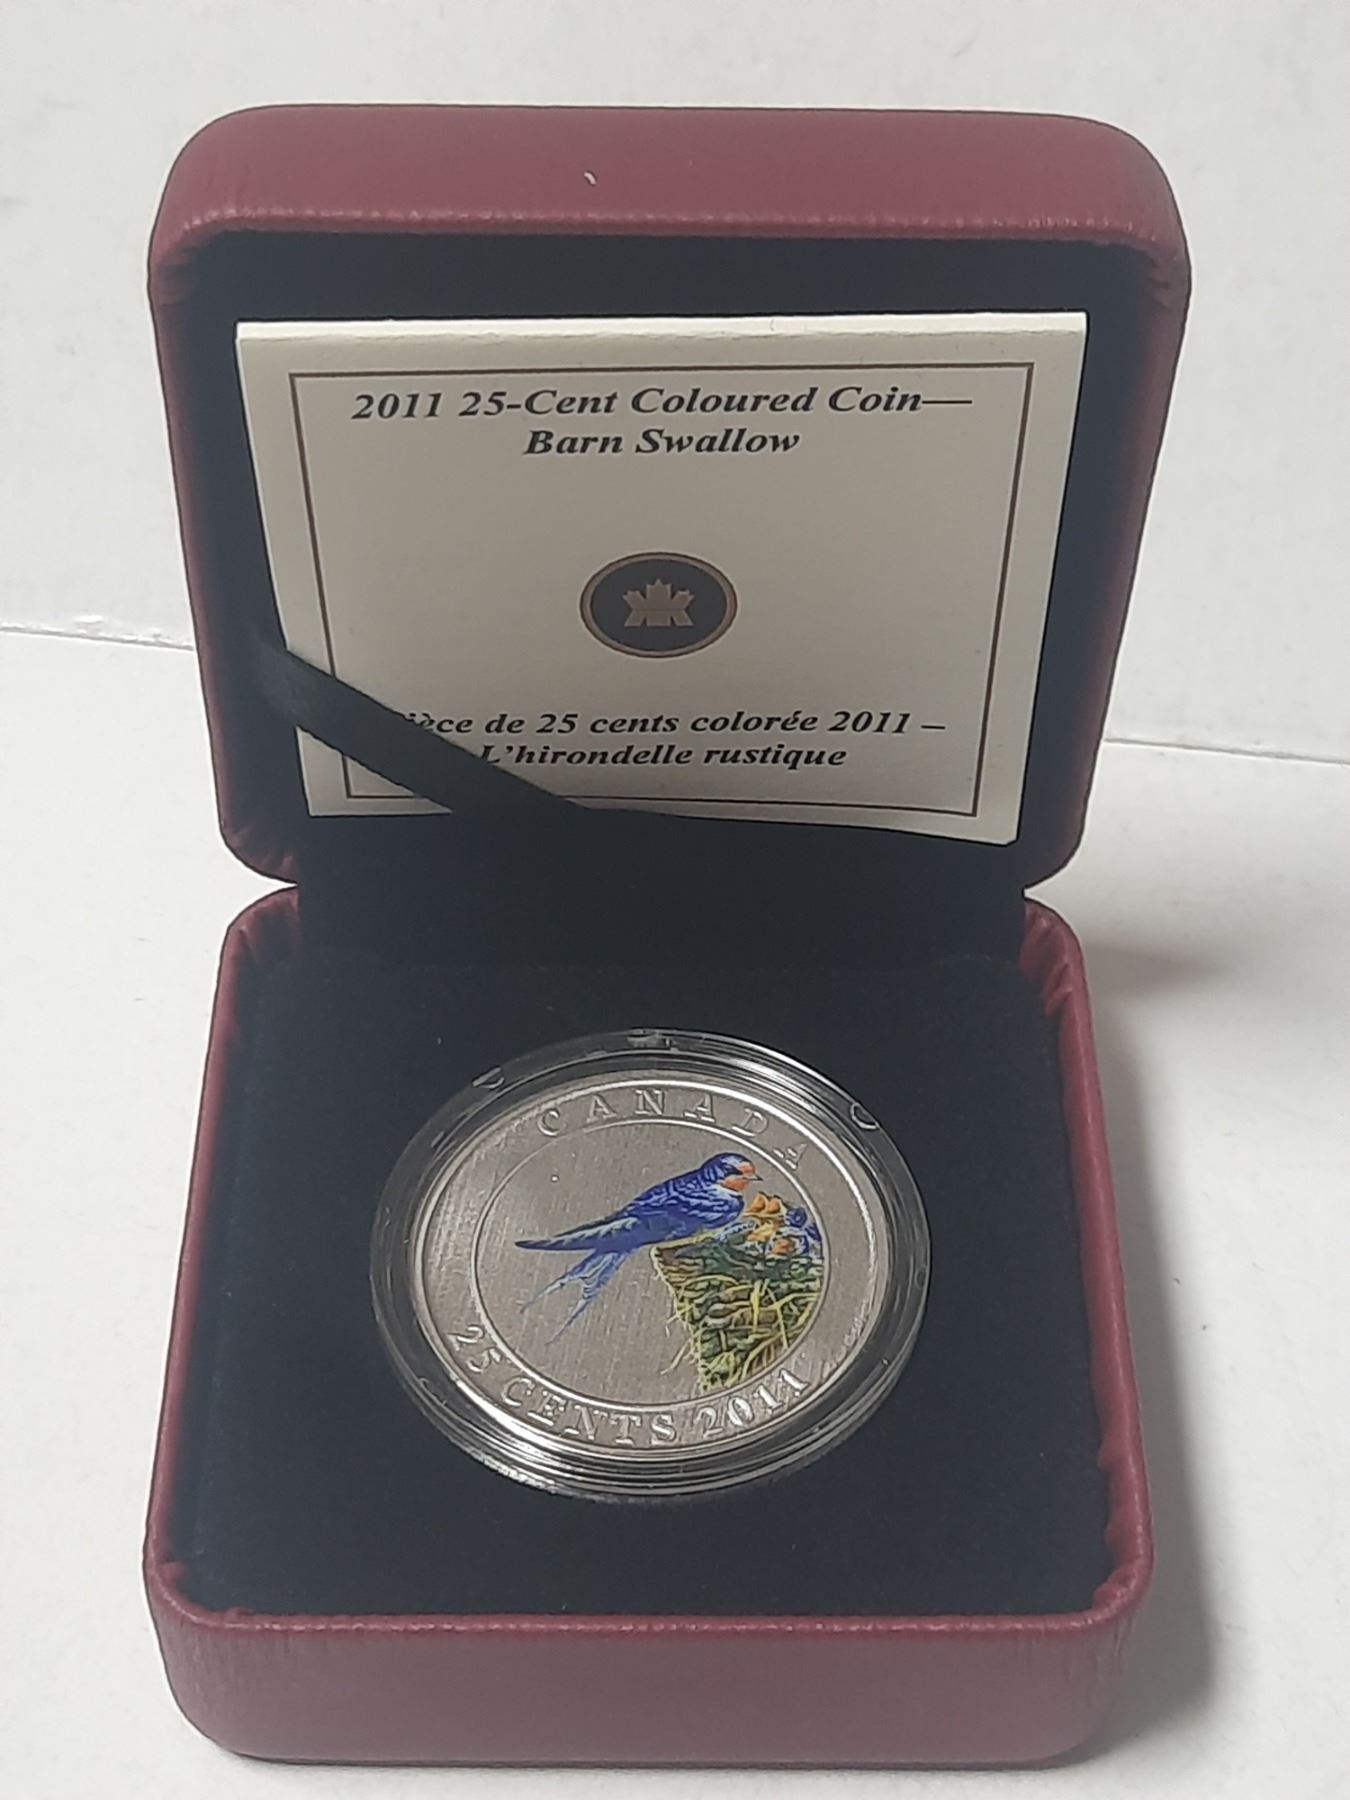 2011 25-Cent Coloured Coin—
Barn Swallow
de 25 cents colorée 2011 –
L'hirondelle rustique
CANADA
25 CENTS 2011